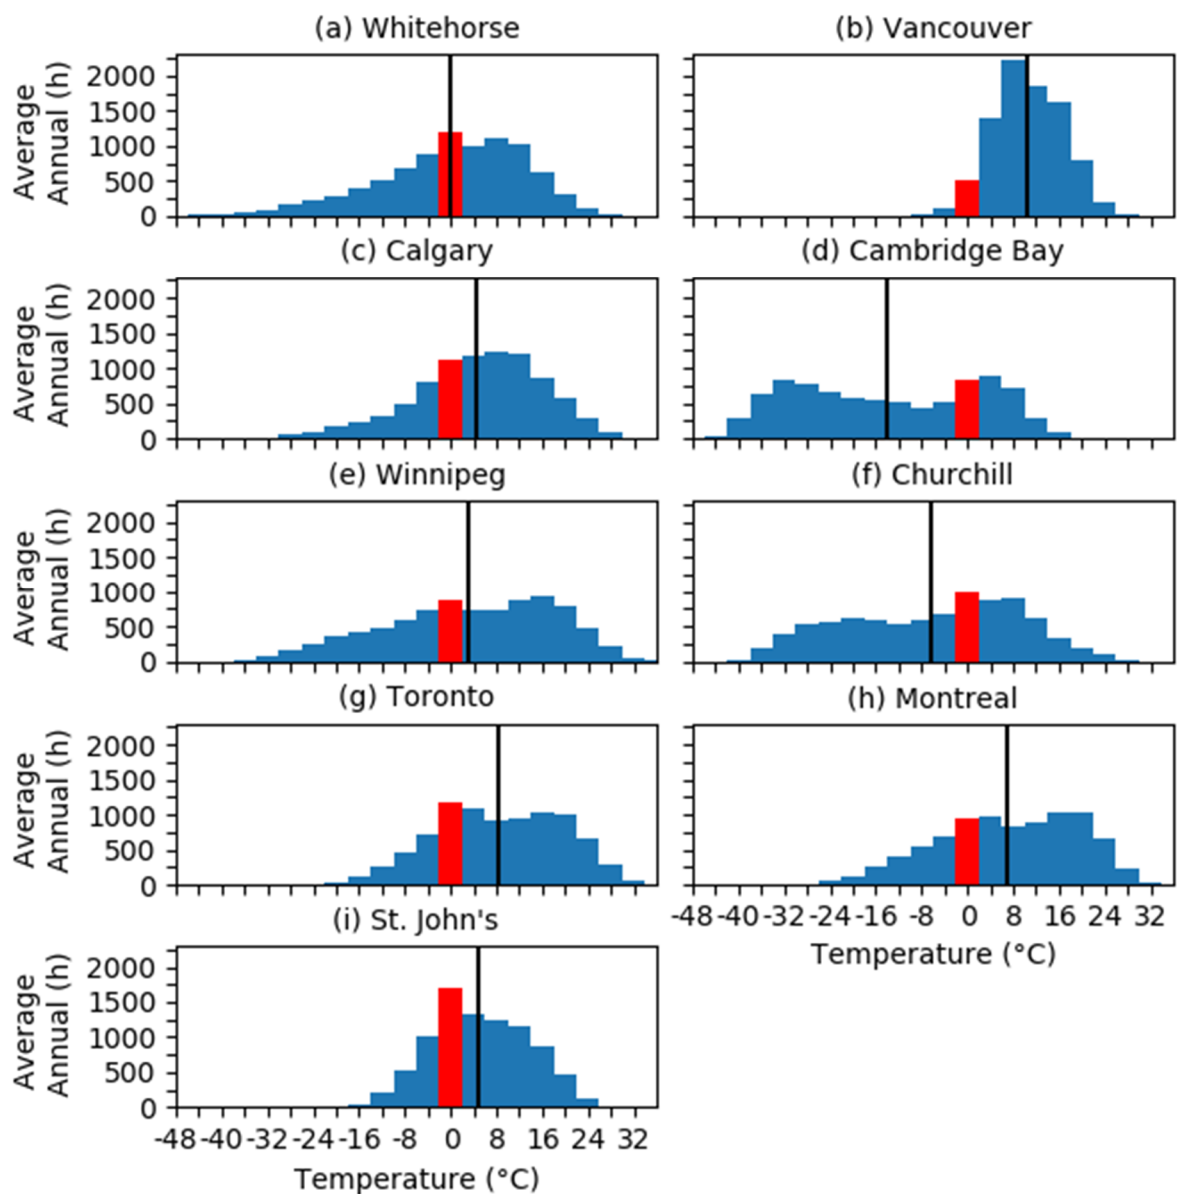 (a) Whitehorse
(b) Vancouver
Average
Annual (h)
2000
1500
1000
500
0
(c) Calgary
(d) Cambridge Bay
Average
Annual (h)
2000
1500
1000
500
0
(e) Winnipeg
(f) Churchill
Average
Annual (h)
2000
1500
1000
500
0
(g) Toronto
(h) Montreal
Average
Annual (h)
2000
1500
1000
500
0
-48 -40 -32 -24 -16 -8 0 8 16 24 32
Temperature (°C)
(i) St. John's
Average
Annual (h)
2000
1500
1000
500
0
-48 -40 -32 -24 -16 -8 0 8 16 24 32
Temperature (°C)